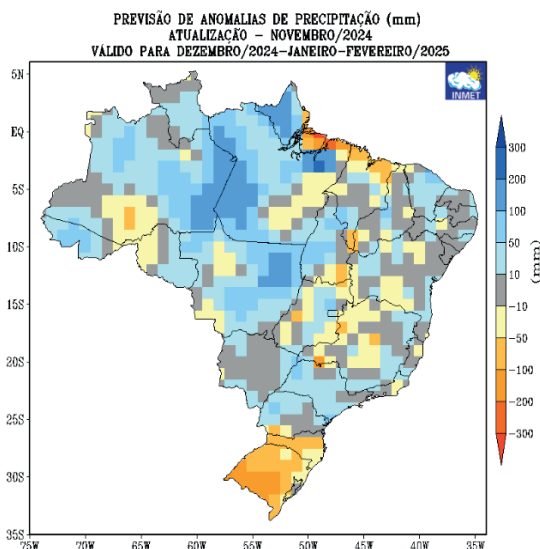 PREVISÃO DE ANOMALIAS DE PRECIPITAÇÃO (mm)
ATUALIZAÇÃO - NOVEMBRO/2024
VÁLIDO PARA DEZEMBRO/2024-JANEIRO-FEVEREIRO/2025
5N
EQ
5S
10S
15S
20S
25S
30S
35S
75W 70W 65W 60W 55W 50W 45W 40W 35W
INMET
300
200
100
50
10
-10
-50
-100
-200
-300
(mm)